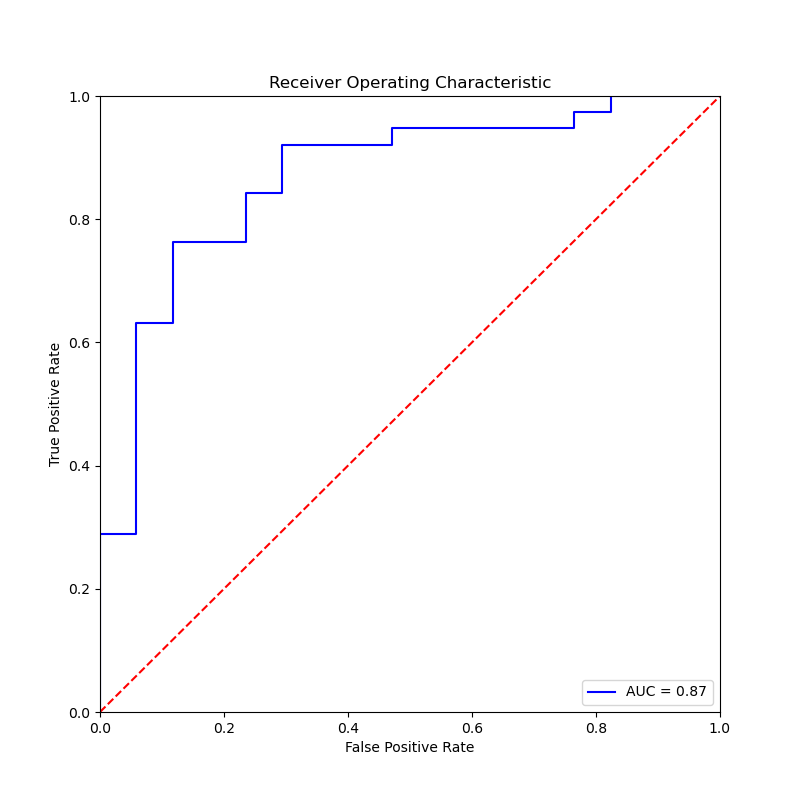 Receiver Operating Characteristic
1.0
0.8
0.6
0.4
0.2
0.0
True Positive Rate
AUC = 0.87
0.0 0.2 0.4 0.6 0.8 1.0
False Positive Rate